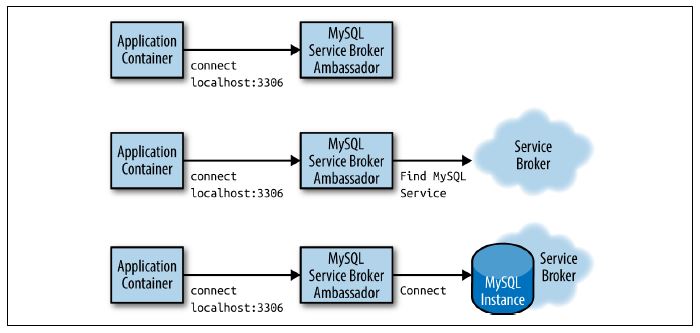 Application
Container
connect
localhost:3306
MySQL
Service Broker
Ambassador
Application
Container
connect
localhost:3306
MySQL
Service Broker
Ambassador
Find MySQL
Service
Service
Broker
Application
Container
connect
localhost:3306
MySQL
Service Broker
Ambassador
Connect
MySQL
Instance
Service
Broker